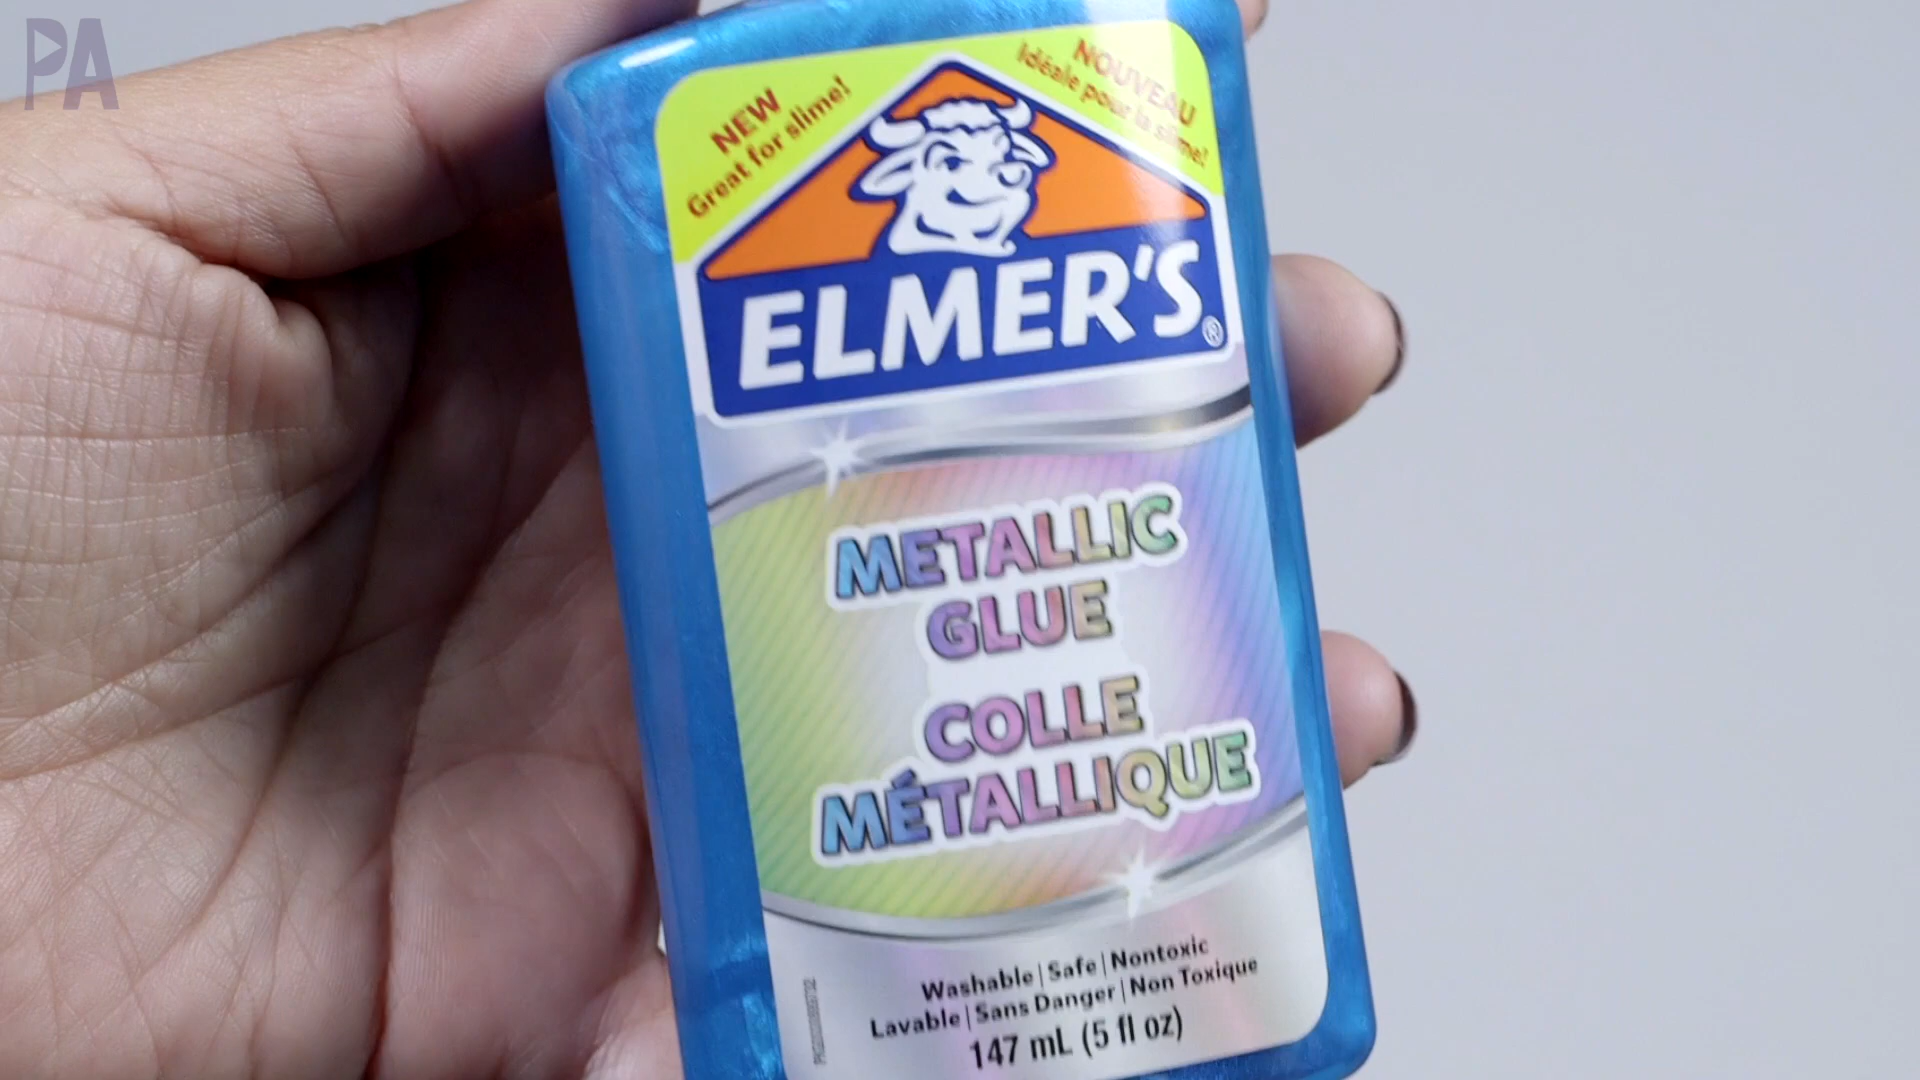 PA
NEW
Great for slime!
NOUVEAU
Idéale pour la slime!
ELMER'S®
METALLIC
GLUE
COLLE
MÉTALLIQUE
Washable | Safe | Nontoxic
Lavable | Sans Danger | Non Toxique
147 mL (5 fl oz)